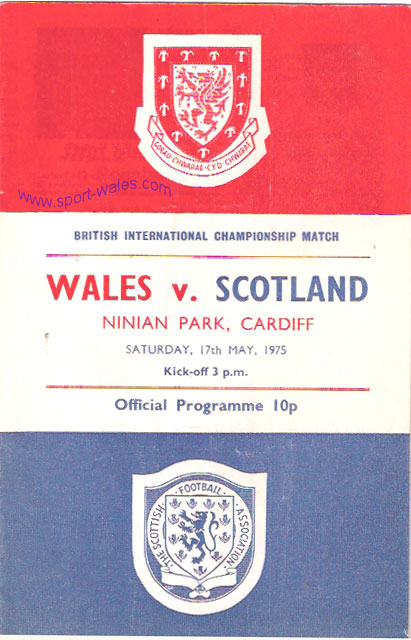 GORAU CHWARAE · CYD CHWARAE
www.sport-wales.com
BRITISH INTERNATIONAL CHAMPIONSHIP MATCH
WALES v. SCOTLAND
NINIAN PARK, CARDIFF
SATURDAY, 17th MAY, 1975
Kick-off 3 p.m.
Official Programme 10p
THE SCOTTISH · FOOTBALL · ASSOCIATION